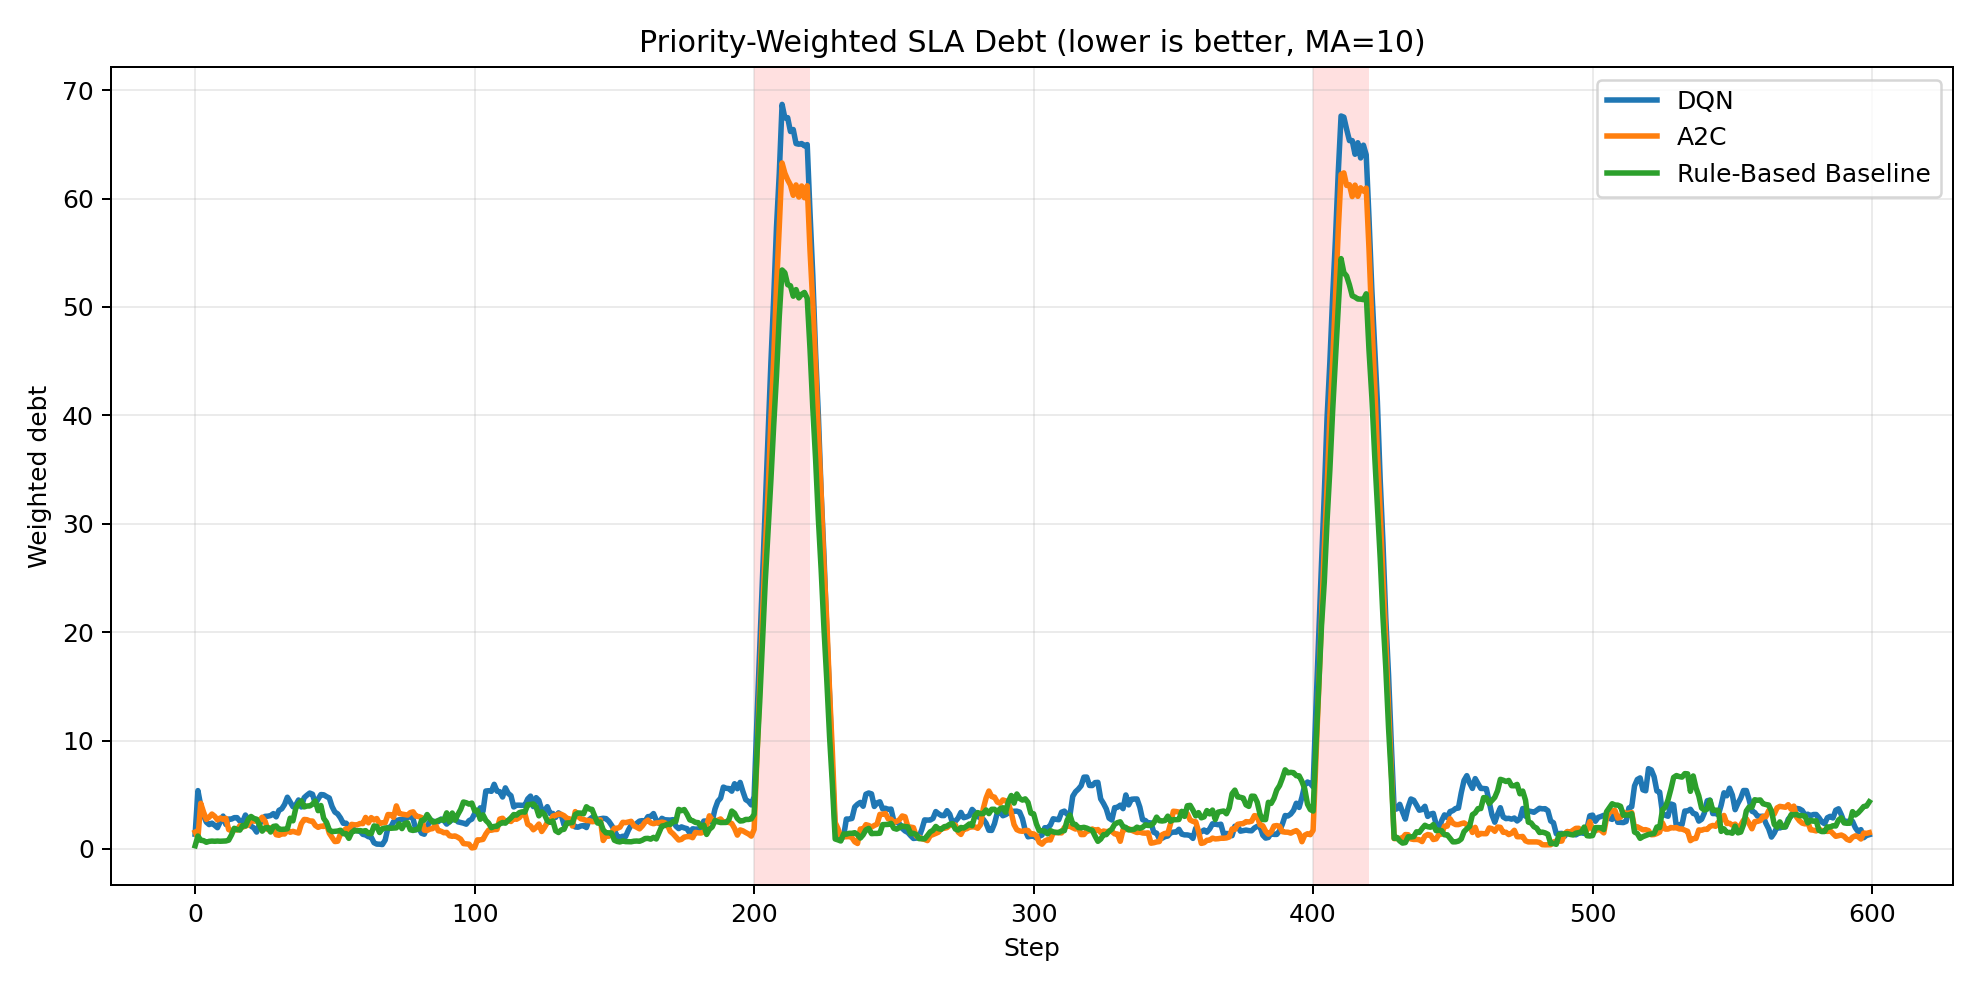 Priority-Weighted SLA Debt (lower is better, MA=10)
DQN
A2C
Rule-Based Baseline
Weighted debt
70
60
50
40
30
20
10
0
0 100 200 300 400 500 600
Step